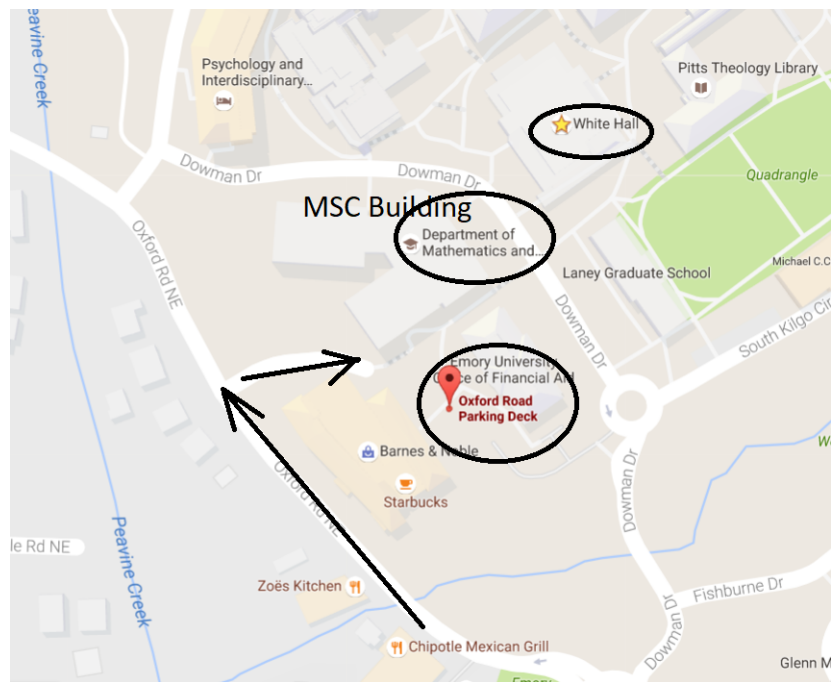 Peavine Creek
Psychology and
Interdisciplinary...
Pitts Theology Library
White Hall
Dowman Dr
Dowman Dr
Quadrangle
MSC Building
Department of
Mathematics and...
Oxford Rd NE
Laney Graduate School
Michael C.C
Dowman Dr
South Kilgo Cir
Emory University
Office of Financial Aid
Oxford Road
Parking Deck
Barnes & Noble
Starbucks
Oxford Rd NE
Dowman Dr
Peavine Creek
le Rd NE
Zoës Kitchen
Fishburne Dr
Dowman Dr
Chipotle Mexican Grill
Glenn M